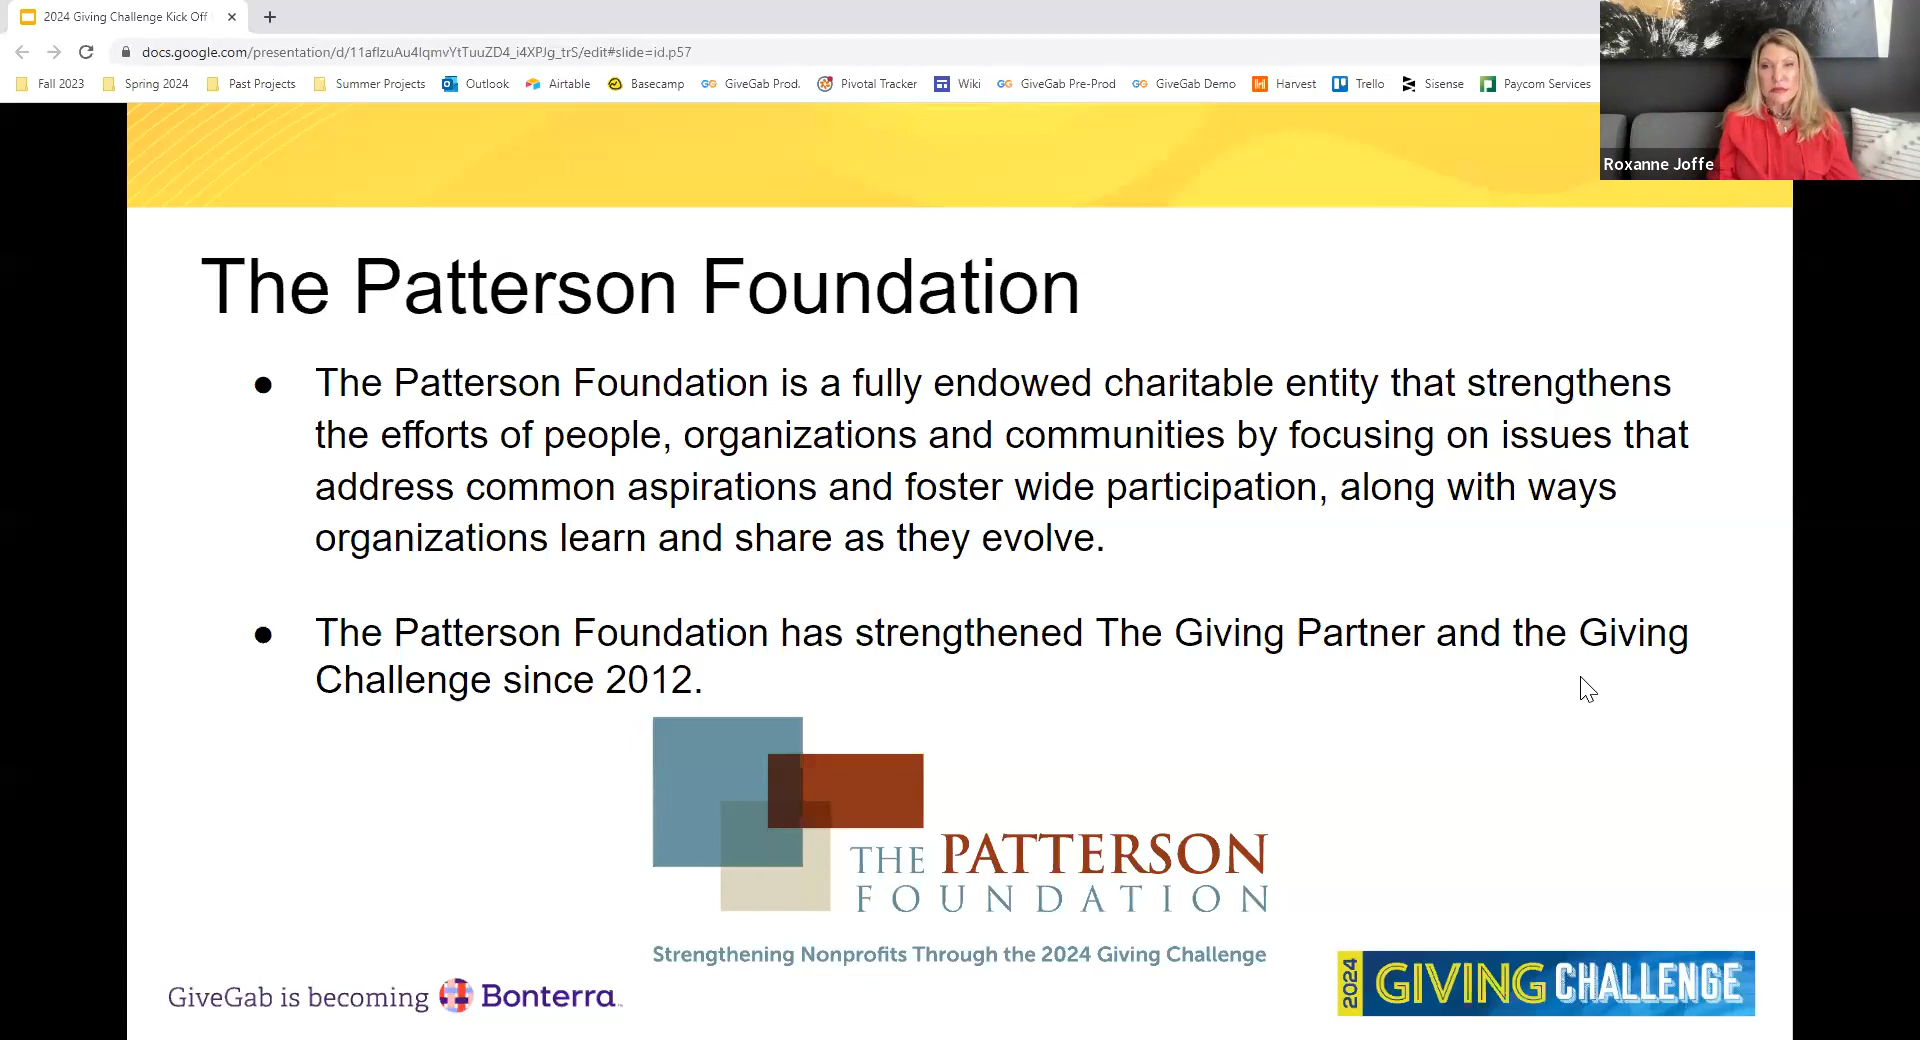 2024 Giving Challenge Kick Off
docs.google.com/presentation/d/11aflzuAu4lqmvYtTuuZD4_i4XPJg_trS/edit#slide=id.p57
Fall 2023 Spring 2024 Past Projects Summer Projects Outlook Airtable Basecamp GiveGab Prod. Pivotal Tracker Wiki GiveGab Pre-Prod GiveGab Demo Harvest Trello Sisense Paycom Services
Roxanne Joffe
The Patterson Foundation
● The Patterson Foundation is a fully endowed charitable entity that strengthens
the efforts of people, organizations and communities by focusing on issues that
address common aspirations and foster wide participation, along with ways
organizations learn and share as they evolve.
● The Patterson Foundation has strengthened The Giving Partner and the Giving
Challenge since 2012.
THE PATTERSON
FOUNDATION
Strengthening Nonprofits Through the 2024 Giving Challenge
GiveGab is becoming Bonterra™
2024 GIVING CHALLENGE